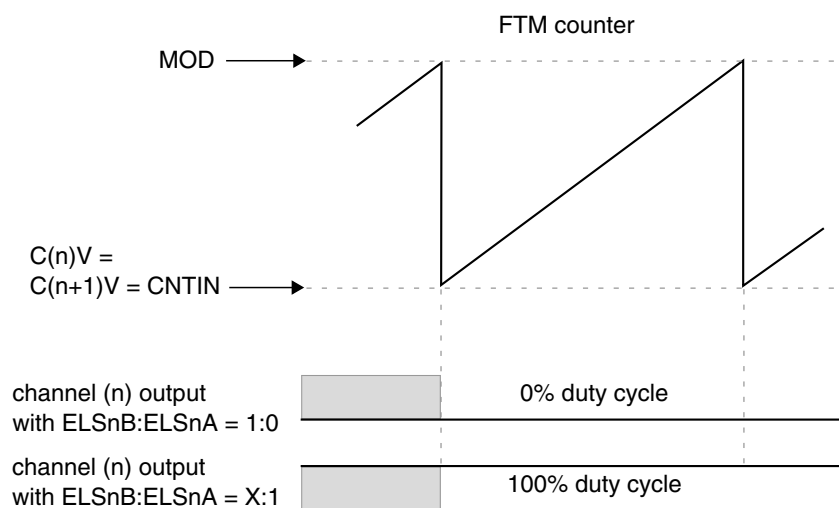 FTM counter
MOD
C(n)V =
C(n+1)V = CNTIN
channel (n) output
with ELSnB:ELSnA = 1:0
0% duty cycle
channel (n) output
with ELSnB:ELSnA = X:1
100% duty cycle